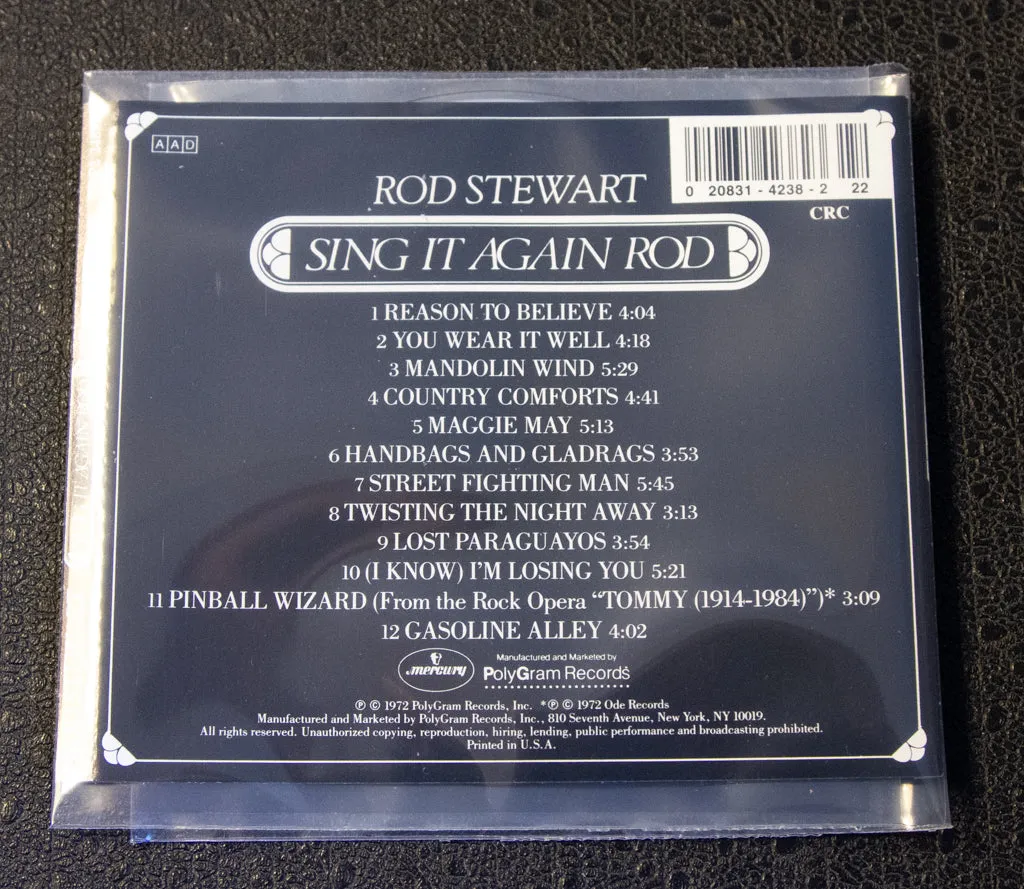 A A D
0 20831 - 4238 - 2 22
CRC
ROD STEWART
SING IT AGAIN ROD
1 REASON TO BELIEVE 4:04
2 YOU WEAR IT WELL 4:18
3 MANDOLIN WIND 5:29
4 COUNTRY COMFORTS 4:41
5 MAGGIE MAY 5:13
6 HANDBAGS AND GLADRAGS 3:53
7 STREET FIGHTING MAN 5:45
8 TWISTING THE NIGHT AWAY 3:13
9 LOST PARAGUAYOS 3:54
10 (I KNOW) I'M LOSING YOU 5:21
11 PINBALL WIZARD (From the Rock Opera “TOMMY (1914-1984)”)* 3:09
12 GASOLINE ALLEY 4:02
mercury
Manufactured and Marketed by
PolyGram Records
℗ © 1972 PolyGram Records, Inc. *℗ © 1972 Ode Records
Manufactured and Marketed by PolyGram Records, Inc., 810 Seventh Avenue, New York, NY 10019.
All rights reserved. Unauthorized copying, reproduction, hiring, lending, public performance and broadcasting prohibited.
Printed in U.S.A.